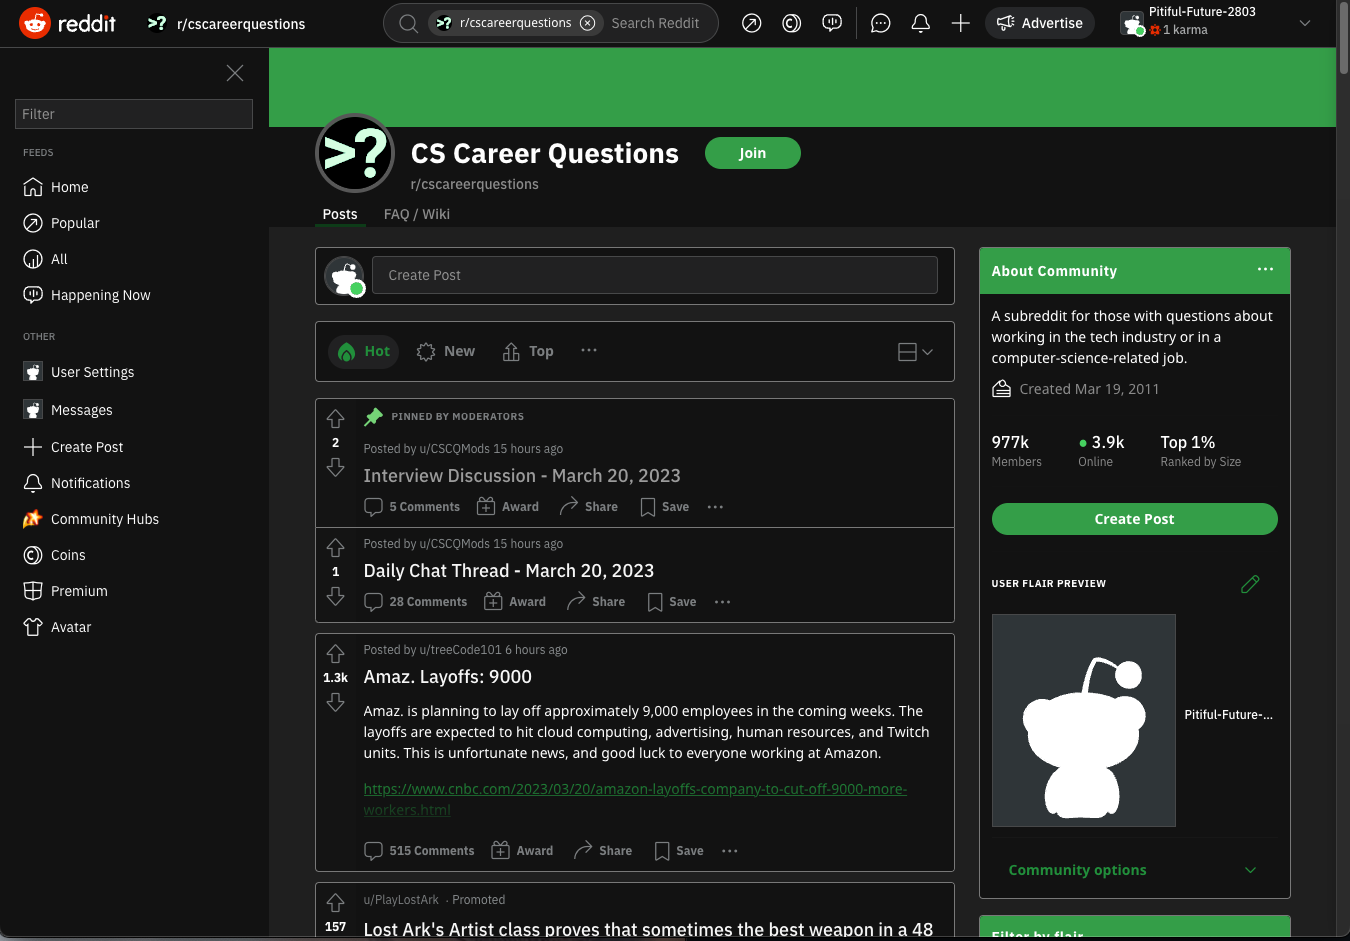 reddit
r/cscareerquestions
r/cscareerquestions
Search Reddit
Advertise
Pitiful-Future-2803
1 karma
Filter
FEEDS
Home
Popular
All
Happening Now
OTHER
User Settings
Messages
Create Post
Notifications
Community Hubs
Coins
Premium
Avatar
>?
CS Career Questions
Join
r/cscareerquestions
Posts
FAQ / Wiki
Create Post
Hot
New
Top
PINNED BY MODERATORS
2
Posted by u/CSCQMods 15 hours ago
Interview Discussion - March 20, 2023
5 Comments
Award
Share
Save
Posted by u/CSCQMods 15 hours ago
1
Daily Chat Thread - March 20, 2023
28 Comments
Award
Share
Save
Posted by u/treeCode101 6 hours ago
1.3k
Amaz. Layoffs: 9000
Amaz. is planning to lay off approximately 9,000 employees in the coming weeks. The
layoffs are expected to hit cloud computing, advertising, human resources, and Twitch
units. This is unfortunate news, and good luck to everyone working at Amazon.
https://www.cnbc.com/2023/03/20/amazon-layoffs-company-to-cut-off-9000-more-
workers.html
515 Comments
Award
Share
Save
u/PlayLostArk · Promoted
157
Lost Ark's Artist class proves that sometimes the best weapon in a 48
About Community
A subreddit for those with questions about
working in the tech industry or in a
computer-science-related job.
Created Mar 19, 2011
977k
Members
3.9k
Online
Top 1%
Ranked by Size
Create Post
USER FLAIR PREVIEW
Pitiful-Future-...
Community options
Filter by flair